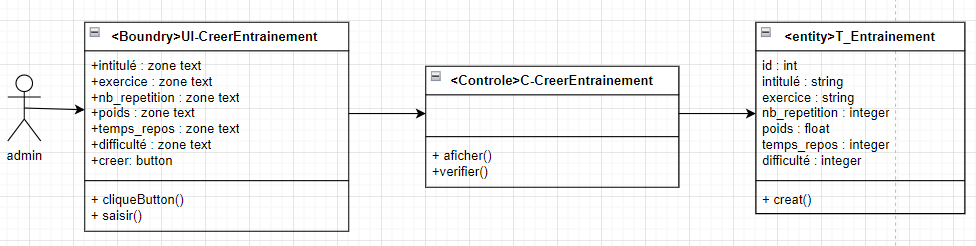 admin
<Boundry>UI-CreerEntrainement
+intitulé : zone text
+exercice : zone text
+nb_repetition : zone text
+poids : zone text
+temps_repos : zone text
+difficulté : zone text
+creer: button
+ cliqueButton()
+ saisir()
<Controle>C-CreerEntrainement
+ aficher()
+verifier()
<entity>T_Entrainement
id : int
intitulé : string
exercice : string
nb_repetition : integer
poids : float
temps_repos : integer
difficulté : integer
+ creat()